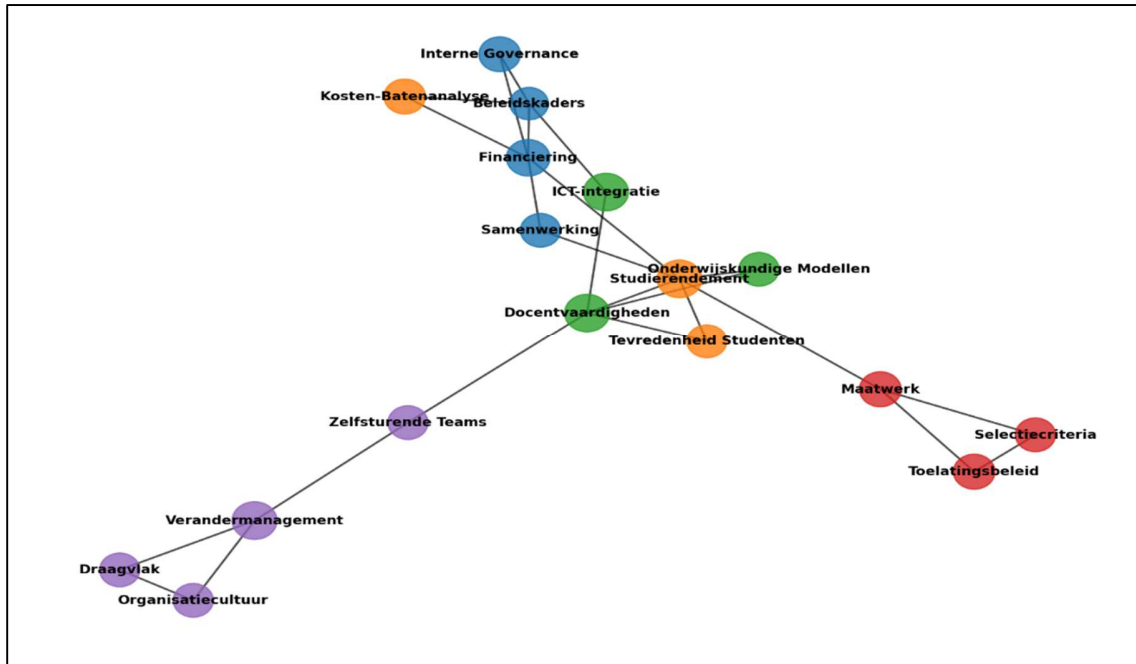 Interne Governance
Kosten-Batenanalyse
Beleidskaders
Financiering
ICT-integratie
Samenwerking
Onderwijskundige Modellen
Studierendement
Docentvaardigheden
Tevredenheid Studenten
Maatwerk
Zelfsturende Teams
Selectiecriteria
Toelatingsbeleid
Verandermanagement
Draagvlak
Organisatiecultuur